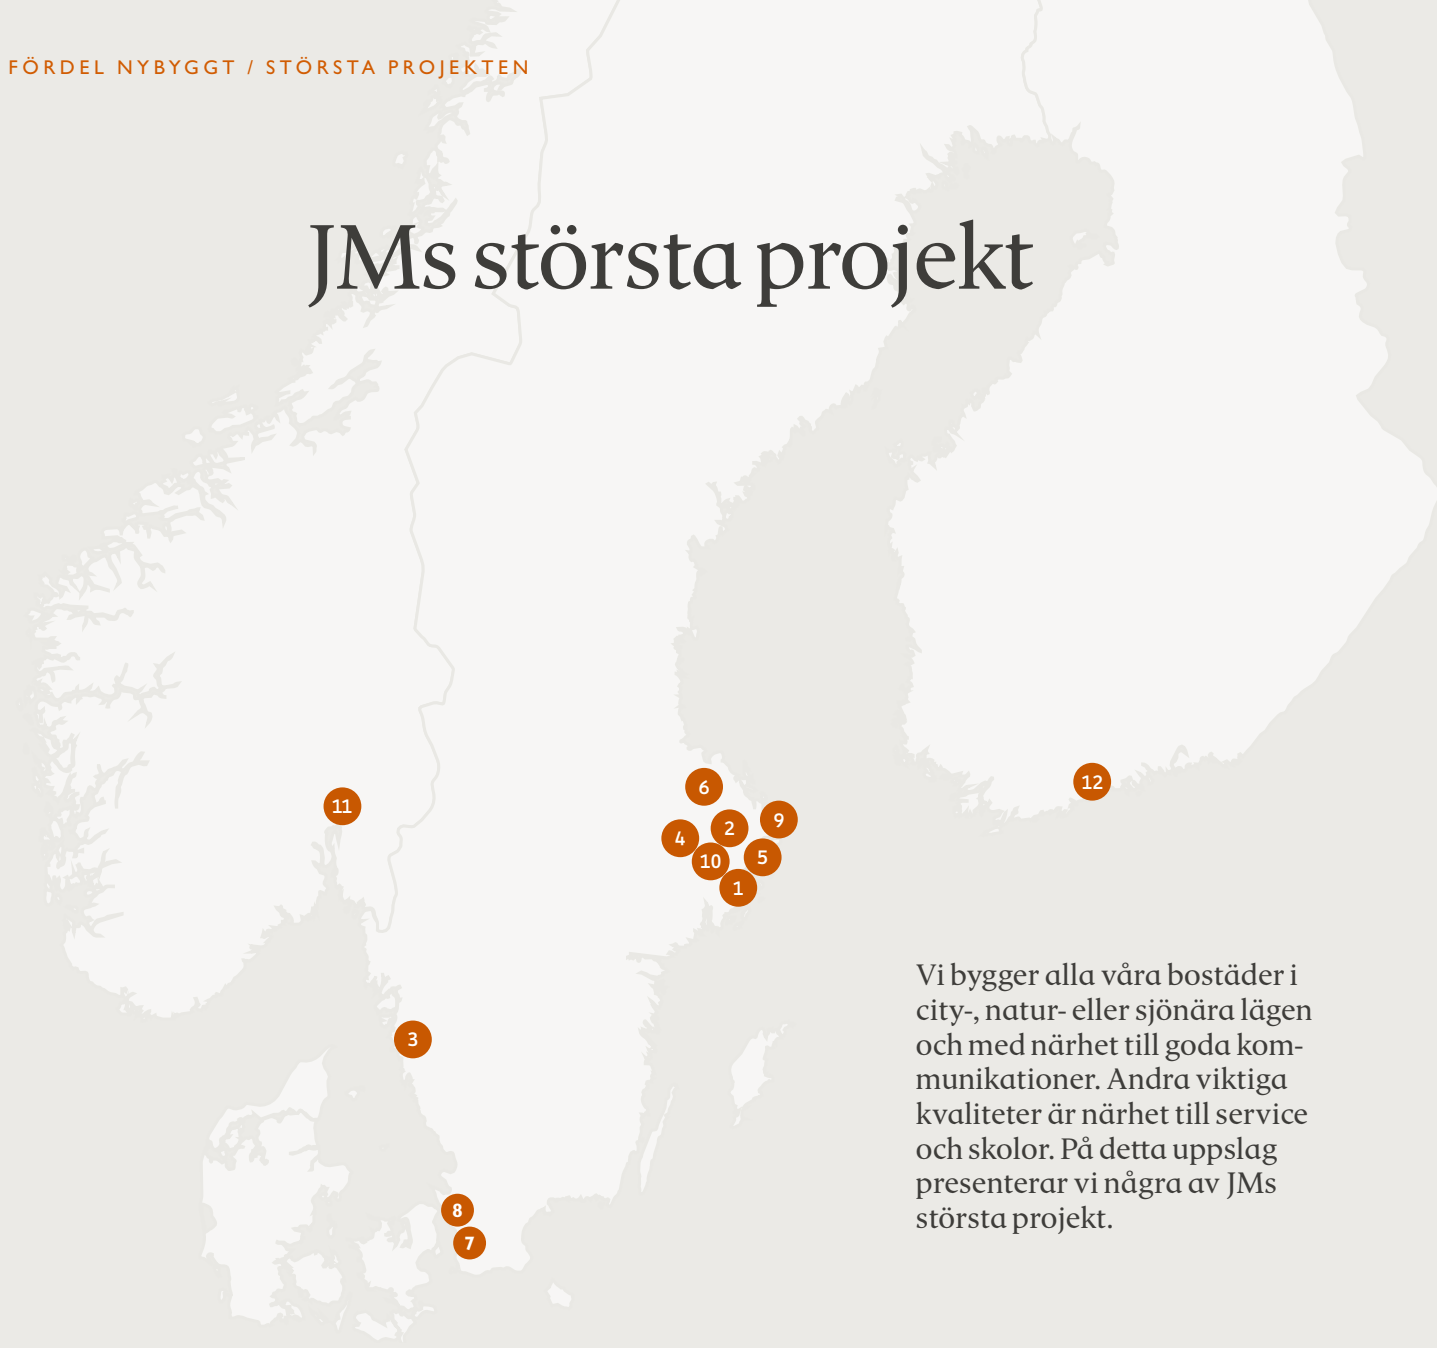 FÖRDEL NYBYGGT / STÖRSTA PROJEKTEN
JMs största projekt
6
12
11
9
2
4
5
10
1
3
8
7
Vi bygger alla våra bostäder i
city-, natur- eller sjönära lägen
och med närhet till goda kom-
munikationer. Andra viktiga
kvaliteter är närhet till service
och skolor. På detta uppslag
presenterar vi några av JMs
största projekt.